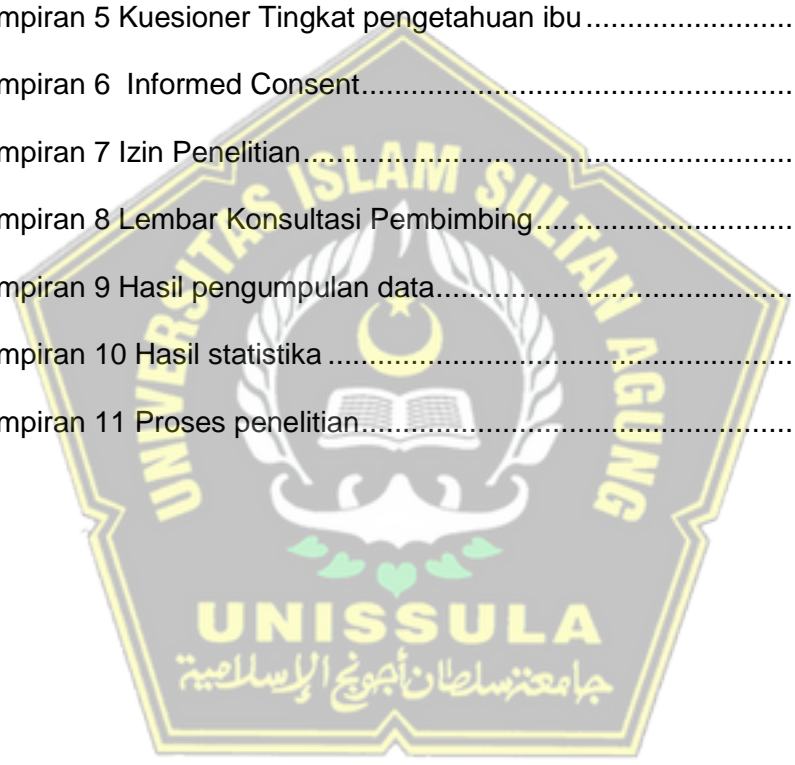 mpiran 5 Kuesioner Tingkat pengetahuan ibu...................
mpiran 6  Informed Consent...................................................
mpiran 7 Izin Penelitian..........................................................
mpiran 8 Lembar Konsultasi Pembimbing...............................
mpiran 9 Hasil pengumpulan data...........................................
mpiran 10 Hasil statistika .......................................................
mpiran 11 Proses penelitian....................................................
UNIVERSITAS ISLAM SULTAN AGUNG
UNISSULA
جامعة سلطان أجونج الإسلامية